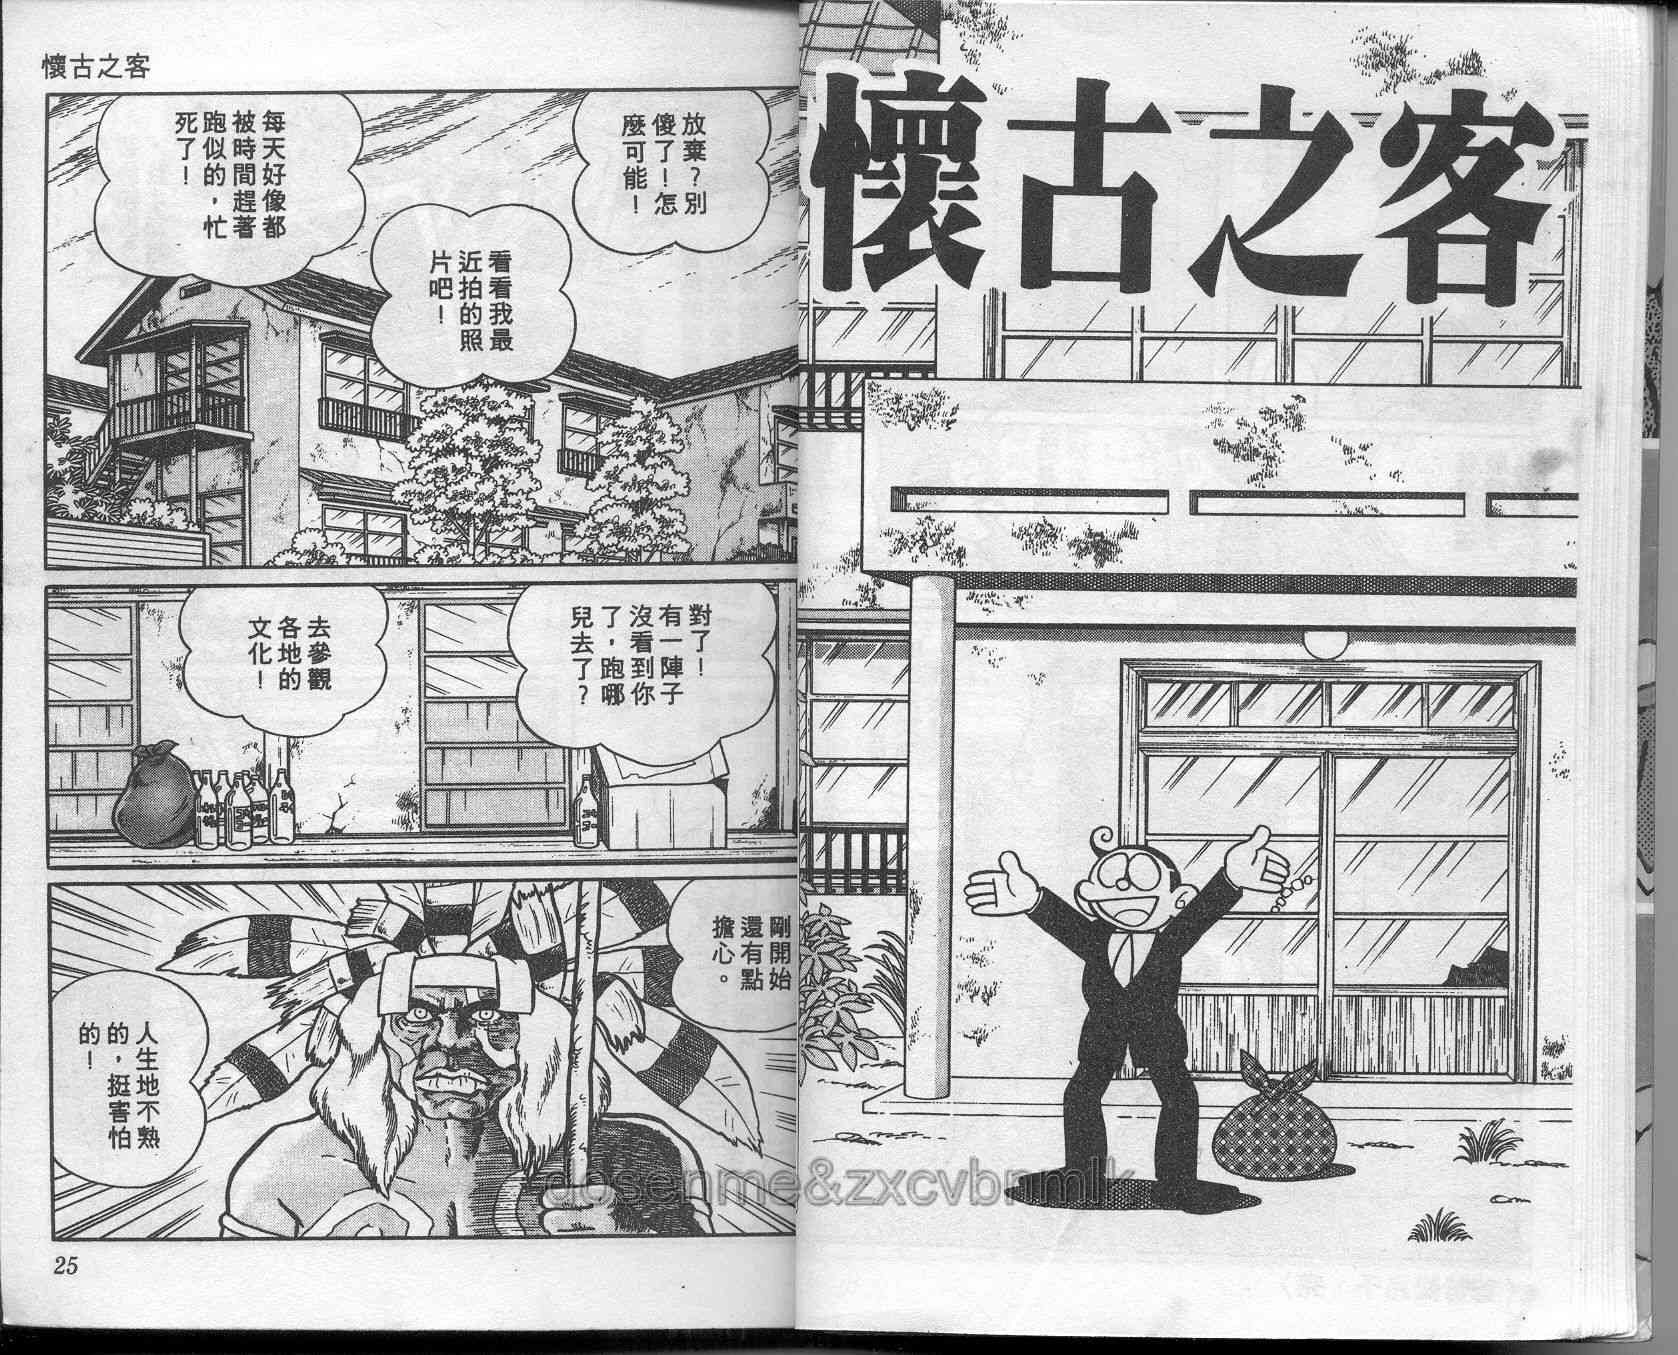 懷古之客
懷古之客
放棄？別
傻了！怎
麼可能！
看看我最
近拍的照
片吧！
每天好像都
被時間趕著
跑似的，忙
死了！
對了！
有一陣子
沒看到你
了，跑哪
兒去了？
去參觀
各地的
文化！
剛開始
還有點
擔心。
人生地不熟
的，挺害怕
的！
25
dosenme&zxcvbnmlk